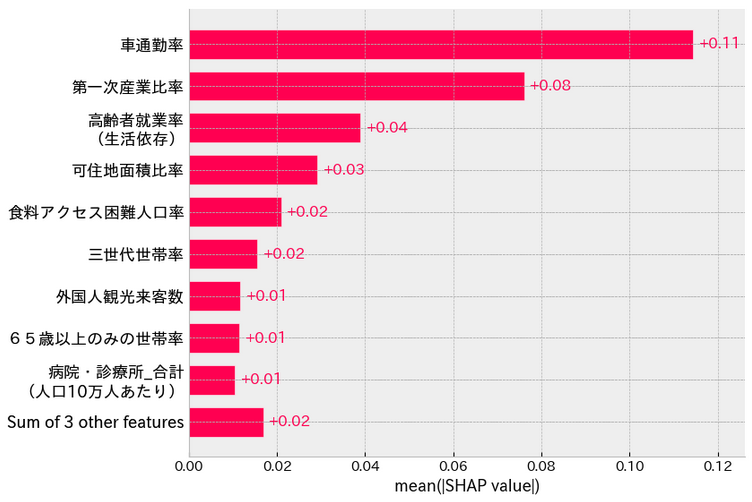 車通勤率
+0.11
第一次産業比率
+0.08
高齢者就業率
（生活依存）
+0.04
可住地面積比率
+0.03
食料アクセス困難人口率
+0.02
三世代世帯率
+0.02
外国人観光来客数
+0.01
６５歳以上のみの世帯率
+0.01
病院・診療所_合計
（人口10万人あたり）
+0.01
Sum of 3 other features
+0.02
0.00 0.02 0.04 0.06 0.08 0.10 0.12
mean(|SHAP value|)